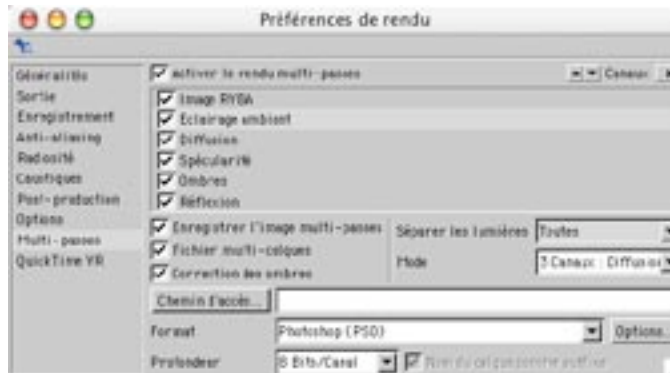 Préférences de rendu
Généralités
Sortie
Enregistrement
Anti-aliasing
Radiosité
Caustiques
Post-production
Options
Multi-passes
QuickTime VR
Activer le rendu multi-passes
Canaux
Image RVBA
Eclairage ambiant
Diffusion
Spécularité
Ombres
Réflexion
Enregistrer l'image multi-passes
Fichier multi-calques
Correction des ombres
Séparer les lumières Toutes
Mode 3 Canaux : Diffusion
Chemin d'accès...
Format Photoshop (PSD) Options...
Profondeur 8 Bits/Canal